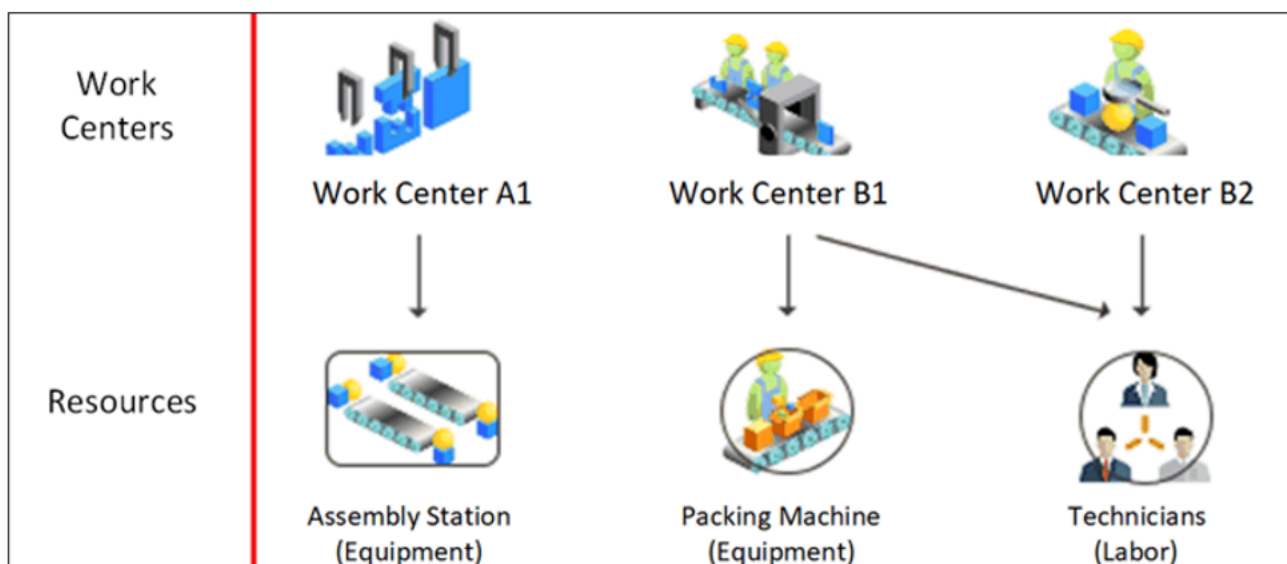 Work
Centers
Work Center A1
Work Center B1
Work Center B2
Resources
Assembly Station
(Equipment)
Packing Machine
(Equipment)
Technicians
(Labor)